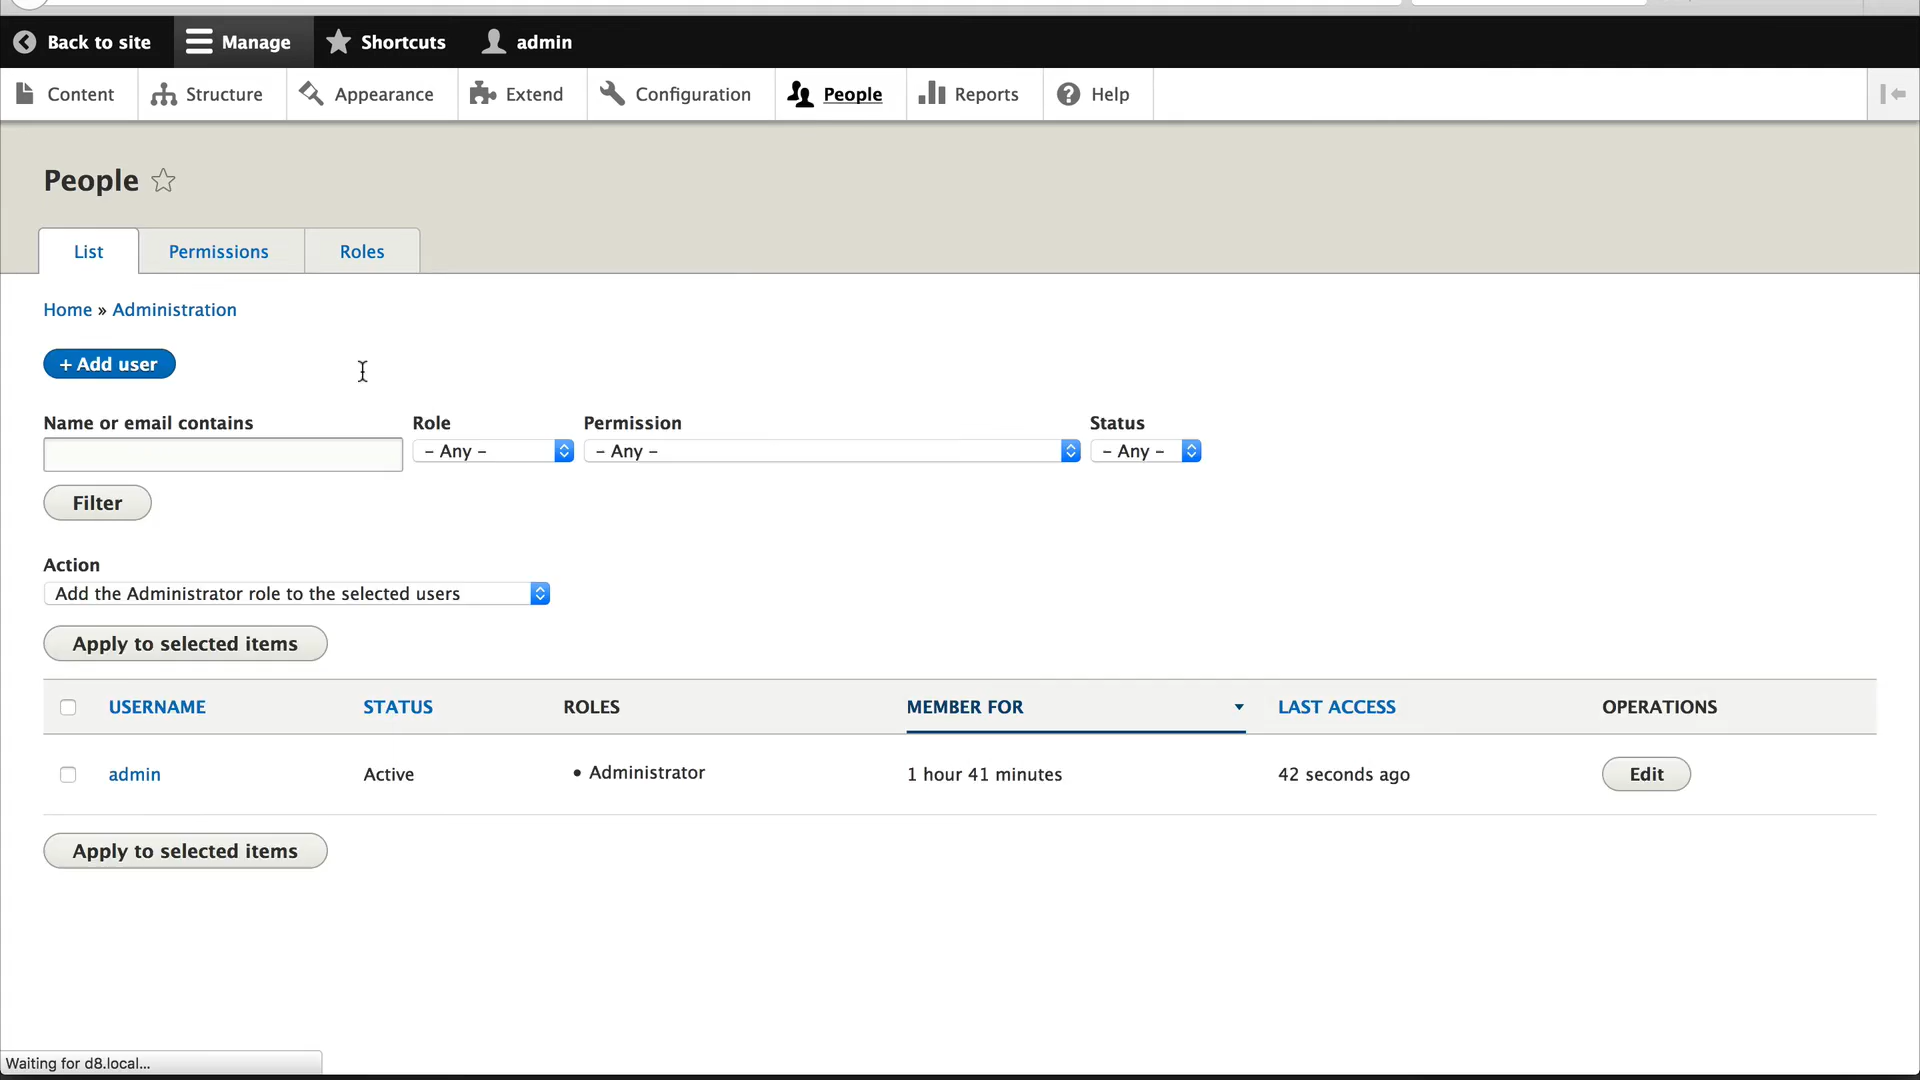 Back to site Manage Shortcuts admin
Content Structure Appearance Extend Configuration People Reports Help
People
List Permissions Roles
Home » Administration
+ Add user
Name or email contains Role Permission Status
- Any - - Any - - Any -
Filter
Action
Add the Administrator role to the selected users
Apply to selected items
USERNAME STATUS ROLES MEMBER FOR LAST ACCESS OPERATIONS
admin Active • Administrator 1 hour 41 minutes 42 seconds ago Edit
Apply to selected items
Waiting for d8.local...